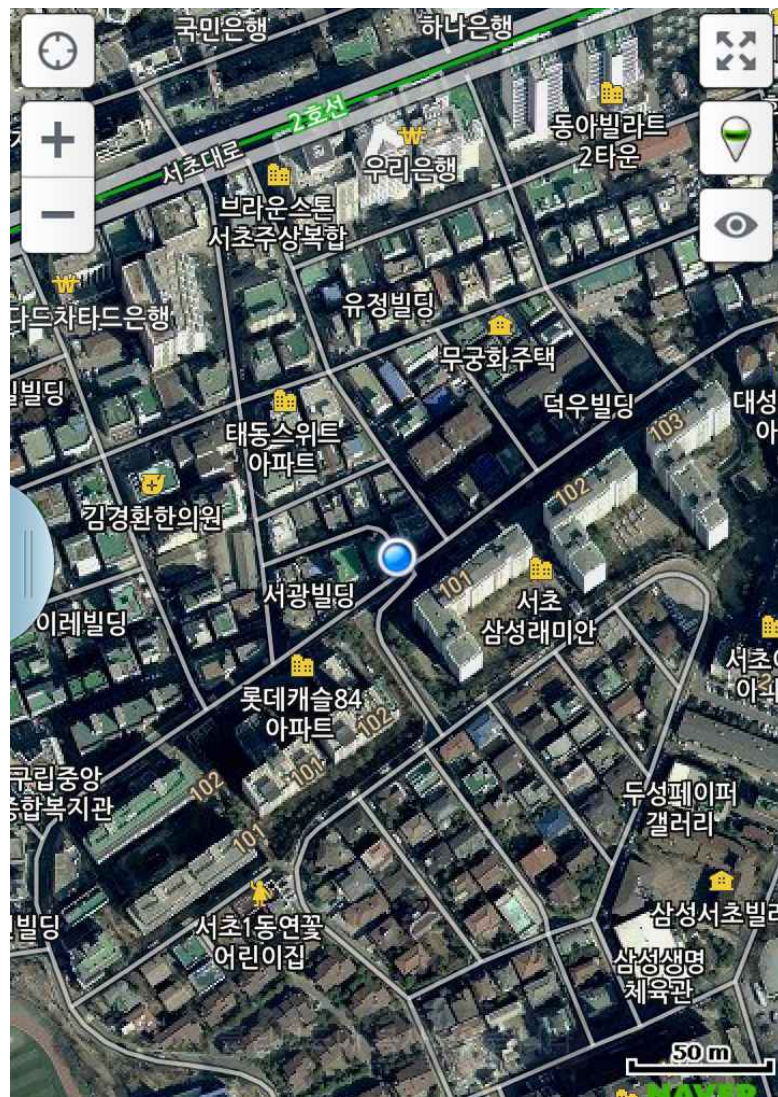 국민은행
하나은행
2호선
서초대로
우리은행
동아빌라트
2타운
브라운스톤
서초주상복합
다드차타드은행
유정빌딩
무궁화주택
빌빌딩
덕우빌딩
대성
아
태동스위트
아파트
103
102
김경환한의원
101
서초
삼성래미안
서광빌딩
이레빌딩
롯데캐슬84
아파트
102
101
구립중앙
종합복지관
102
101
두성페이퍼
갤러리
서초1동연꽃
어린이집
빌딩
삼성서초빌라
삼성생명
체육관
50 m
NAVER